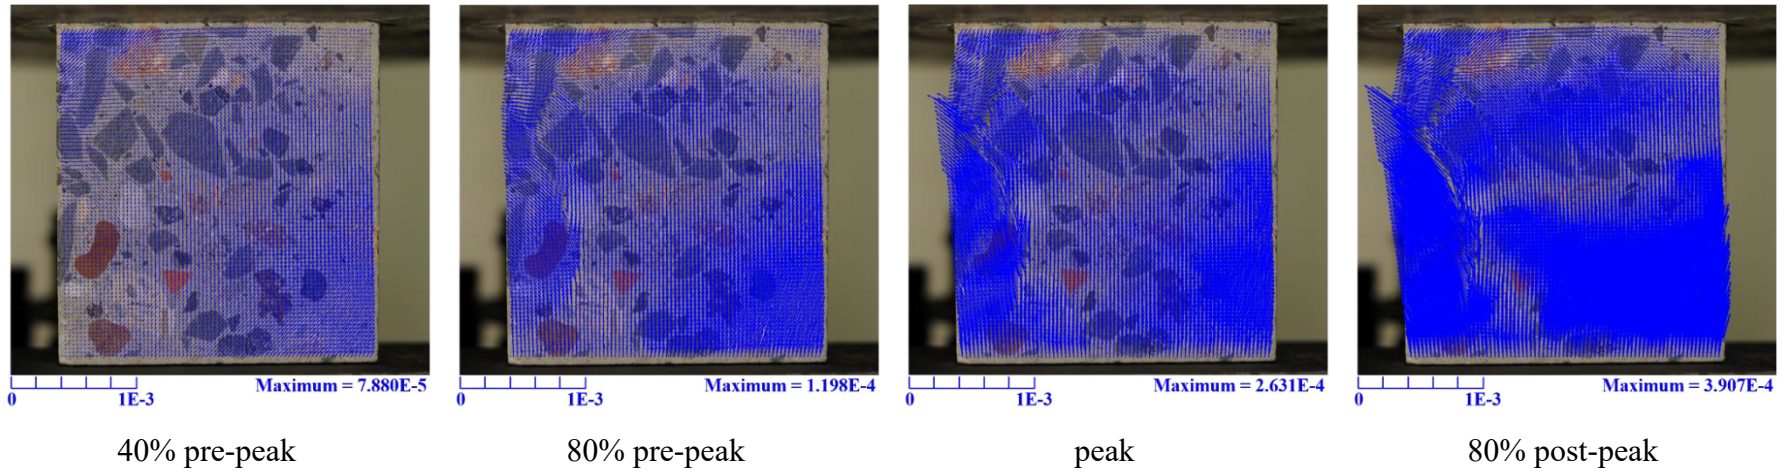 Maximum = 7.880E-5
0 1E-3
Maximum = 1.198E-4
0 1E-3
Maximum = 2.631E-4
0 1E-3
Maximum = 3.907E-4
0 1E-3
40% pre-peak
80% pre-peak
peak
80% post-peak